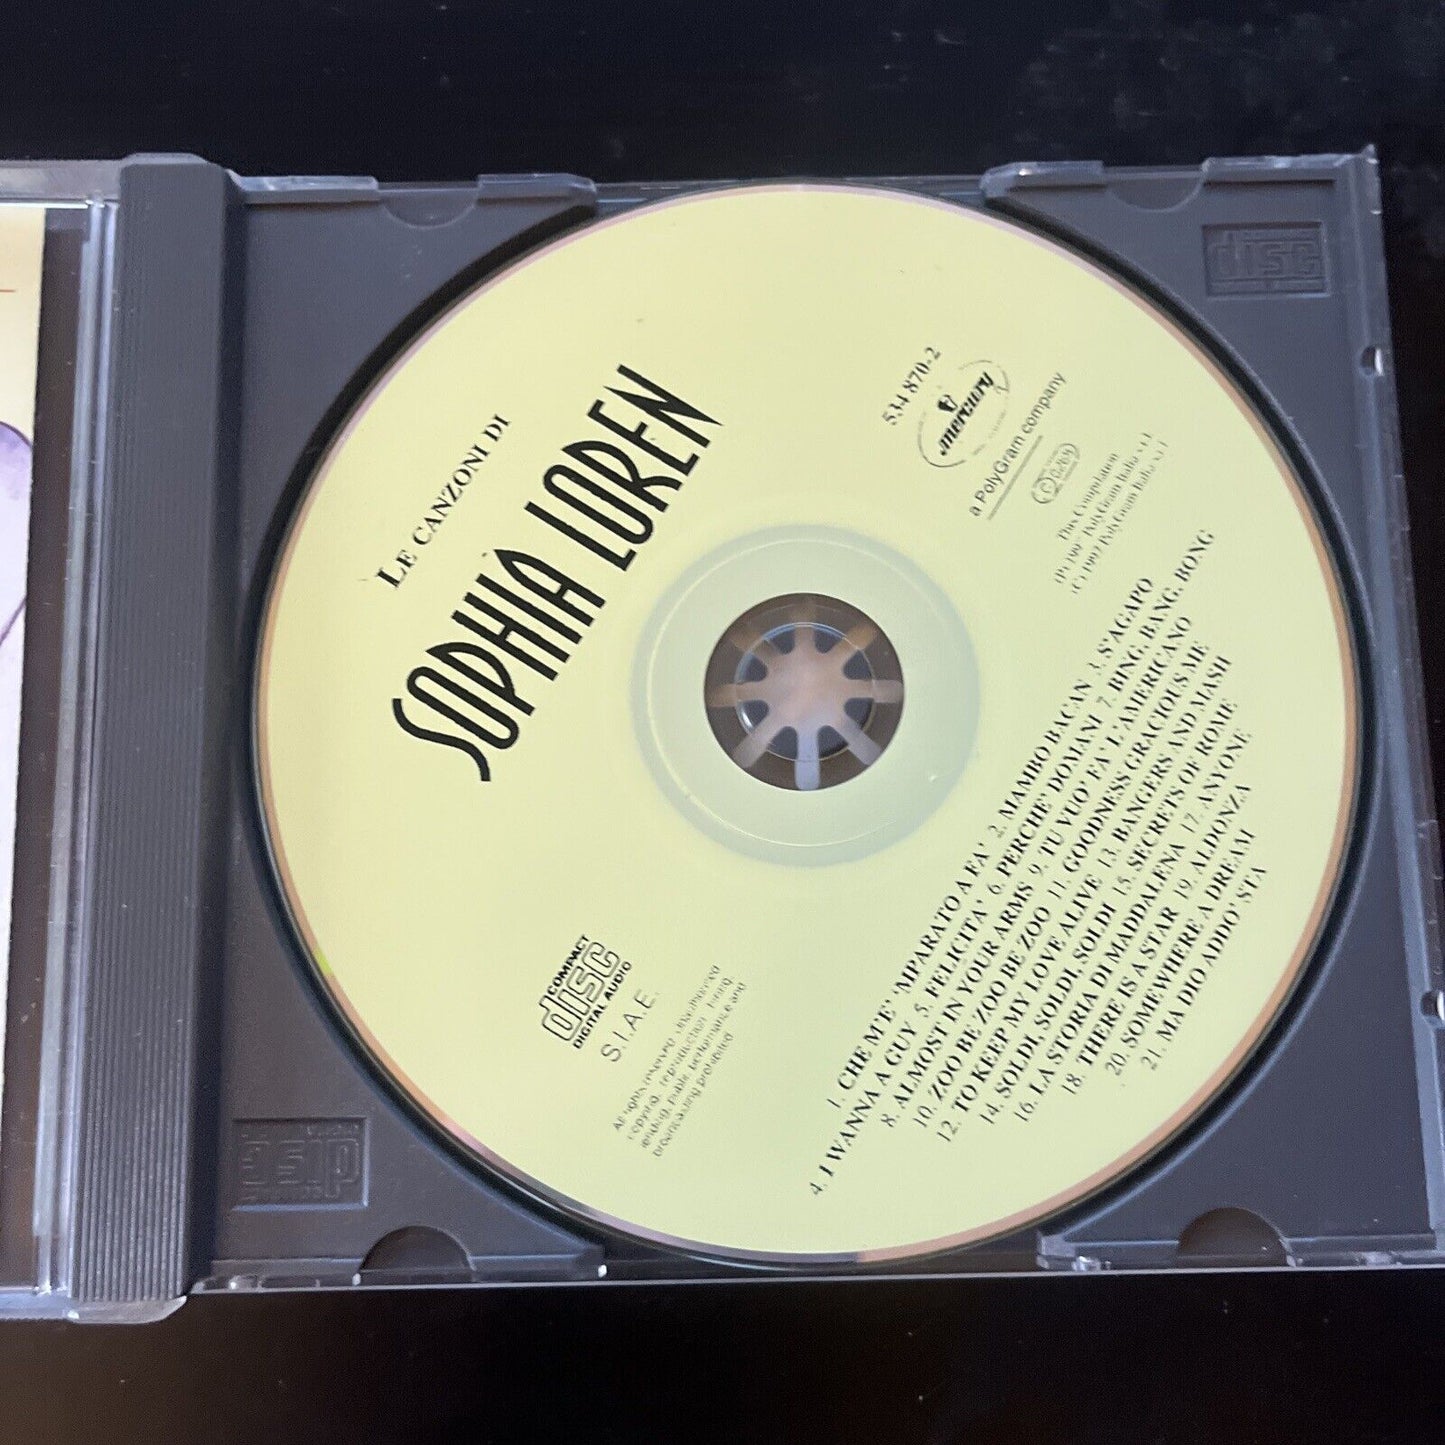 LE CANZONI DI
SOPHIA LOREN
534 870-2
mercury
a PolyGram company
This Compilation
(P) 1997 PolyGram Italia s.r.l.
(C) 1997 PolyGram Italia s.r.l
COMPACT
disc
DIGITAL AUDIO
S.I.A.E.
All rights reserved. Unauthorized
copying, reproduction, hiring,
lending, public performance and
broadcasting prohibited
1. CHE M'E' 'MPARATO A FA' 2. MAMBO BACAN 3. S'AGAPO
4. I WANNA A GUY 5. FELICITA' 6. PERCHE' DOMANI 7. BING, BANG, BONG
8. ALMOST IN YOUR ARMS 9. TU VUO' FA' L'AMERICANO
10. ZOO BE ZOO BE ZOO 11. GOODNESS GRACIOUS ME
12. TO KEEP MY LOVE ALIVE 13. BANGERS AND MASH
14. SOLDI, SOLDI, SOLDI 15. SECRETS OF ROME
16. LA STORIA DI MADDALENA 17. ANYONE
18. THERE IS A STAR 19. ALDONZA
20. SOMEWHERE A DREAM
21. MA DIO ADDO' STA
disc
disc